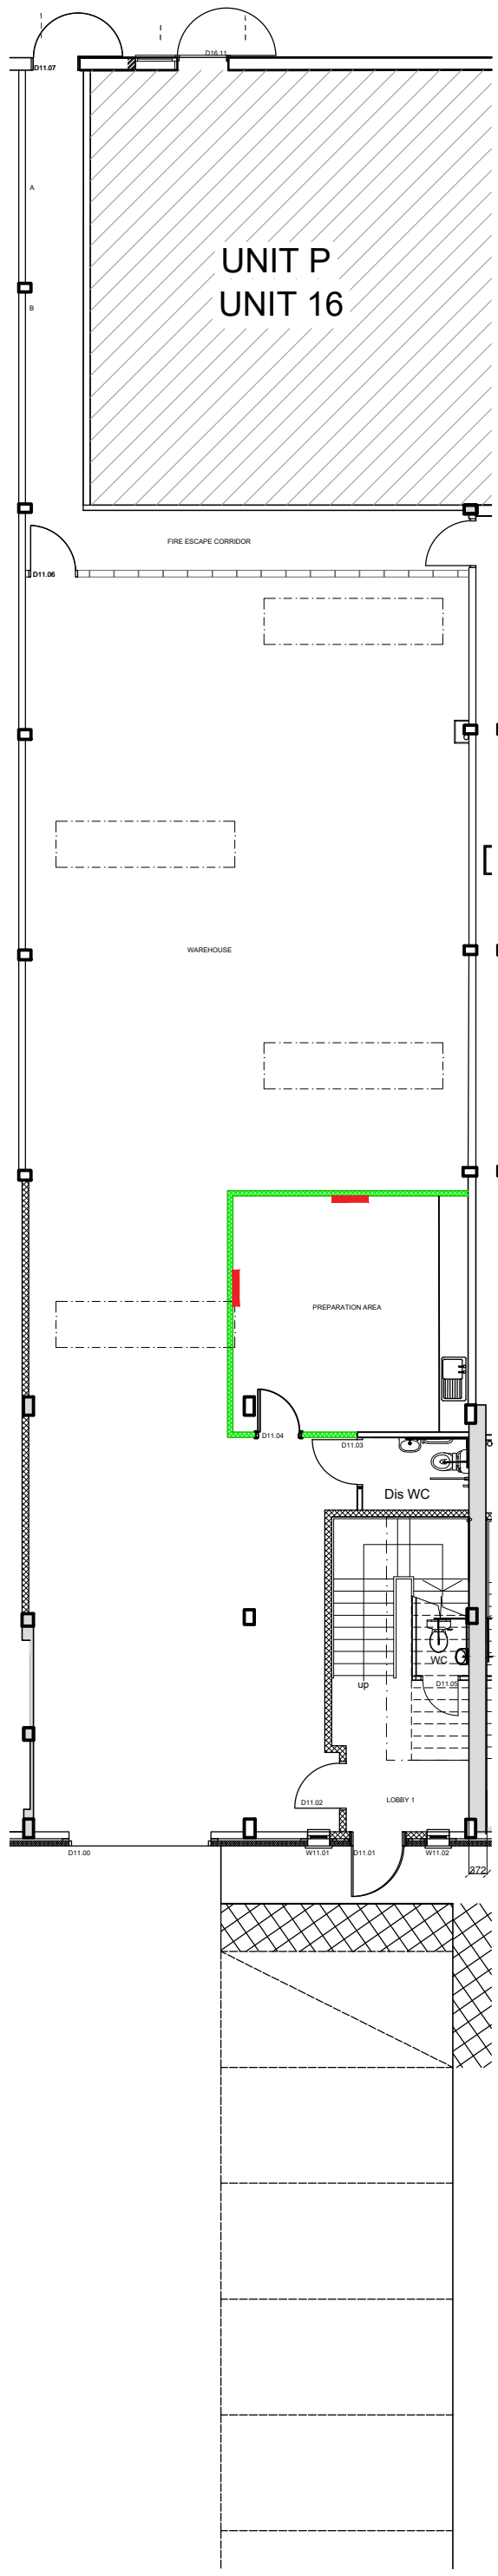 D16.11
D11.07
A
UNIT P
UNIT 16
B
FIRE ESCAPE CORRIDOR
D11.06
WAREHOUSE
PREPARATION AREA
D11.04
D11.03
Dis WC
WC
up
D11.05
LOBBY 1
D11.02
D11.00
W11.01
D11.01
W11.02
372